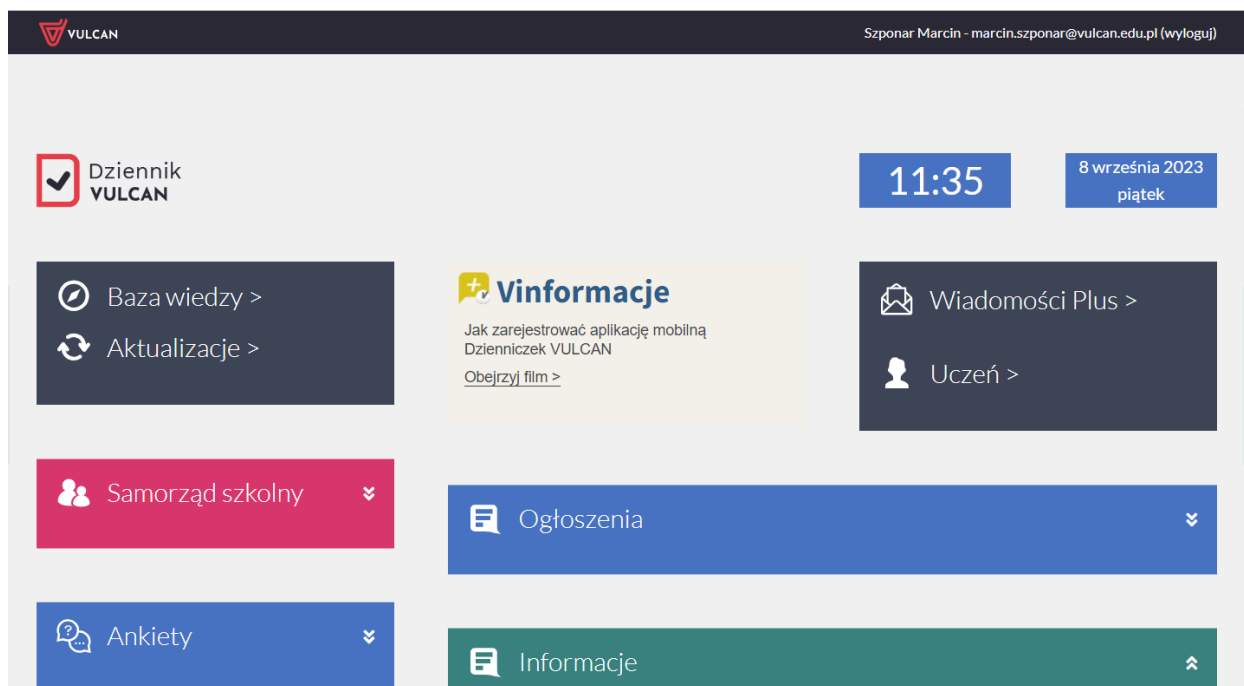 VULCAN
Szponar Marcin - marcin.szponar@vulcan.edu.pl (wyloguj)
Dziennik
VULCAN
11:35
8 września 2023
piątek
Baza wiedzy >
Aktualizacje >
Vinformacje
Jak zarejestrować aplikację mobilną
Dzienniczek VULCAN
Obejrzyj film >
Wiadomości Plus >
Uczeń >
Samorząd szkolny
Ogłoszenia
Ankiety
Informacje